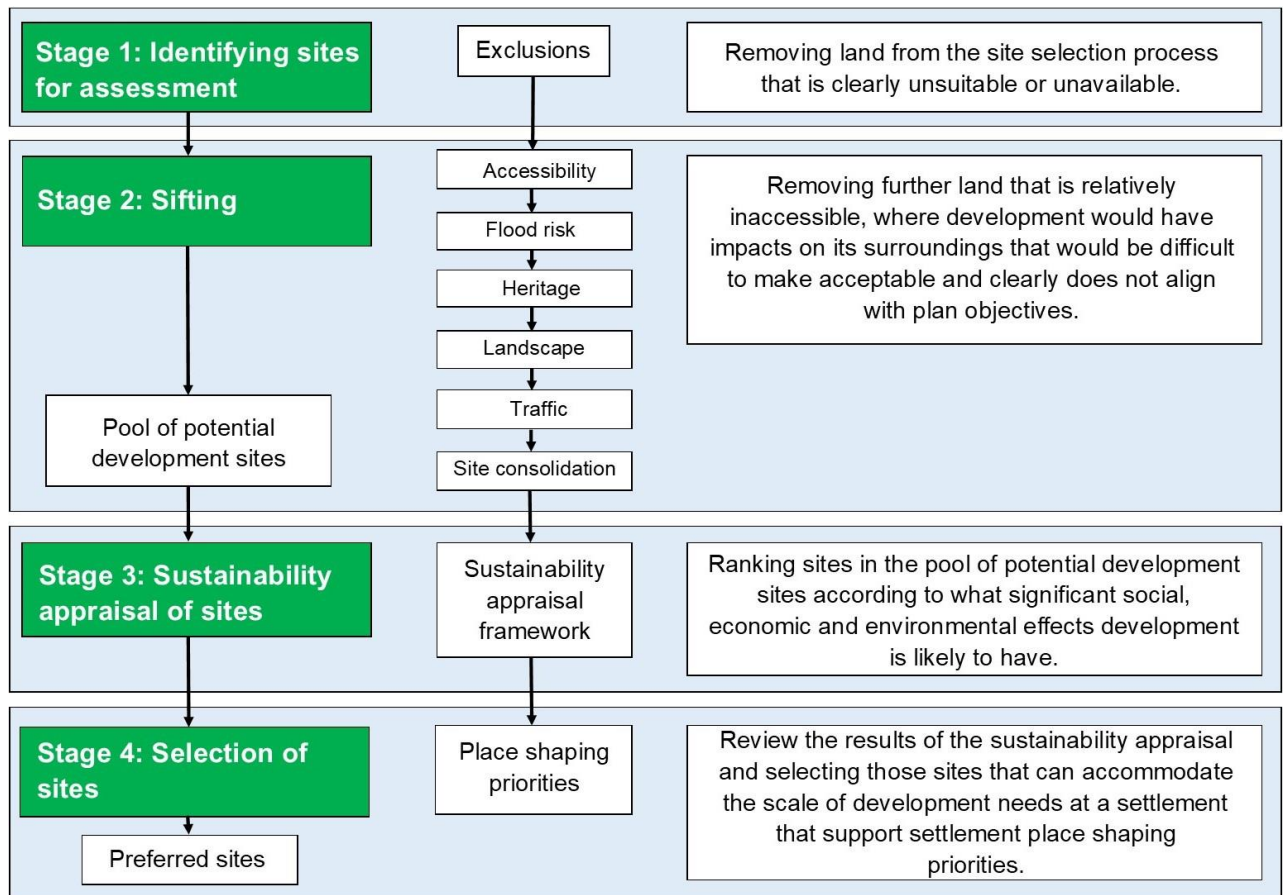 Stage 1: Identifying sites
for assessment
Exclusions
Removing land from the site selection process
that is clearly unsuitable or unavailable.
Stage 2: Sifting
Accessibility
Flood risk
Heritage
Landscape
Traffic
Site consolidation
Removing further land that is relatively
inaccessible, where development would have
impacts on its surroundings that would be difficult
to make acceptable and clearly does not align
with plan objectives.
Pool of potential
development sites
Stage 3: Sustainability
appraisal of sites
Sustainability
appraisal
framework
Ranking sites in the pool of potential development
sites according to what significant social,
economic and environmental effects development
is likely to have.
Stage 4: Selection of
sites
Place shaping
priorities
Review the results of the sustainability appraisal
and selecting those sites that can accommodate
the scale of development needs at a settlement
that support settlement place shaping
priorities.
Preferred sites